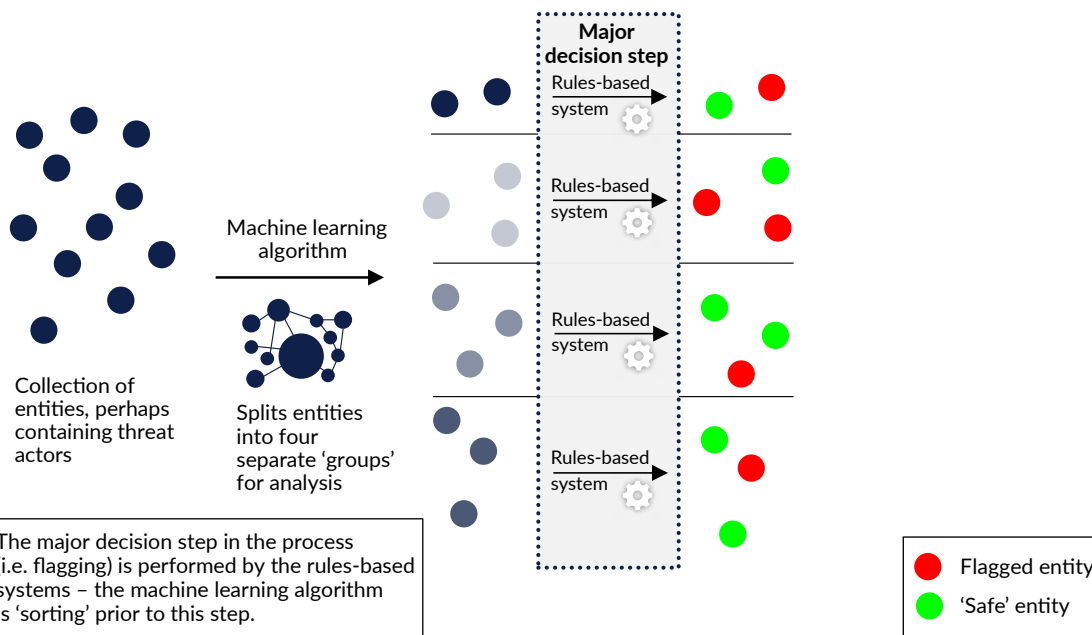 Major
decision step
Rules-based
system
Rules-based
system
Rules-based
system
Rules-based
system
Machine learning
algorithm
Collection of
entities, perhaps
containing threat
actors
Splits entities
into four
separate ‘groups’
for analysis
The major decision step in the process
(i.e. flagging) is performed by the rules-based
systems – the machine learning algorithm
is ‘sorting’ prior to this step.
Flagged entity
‘Safe’ entity